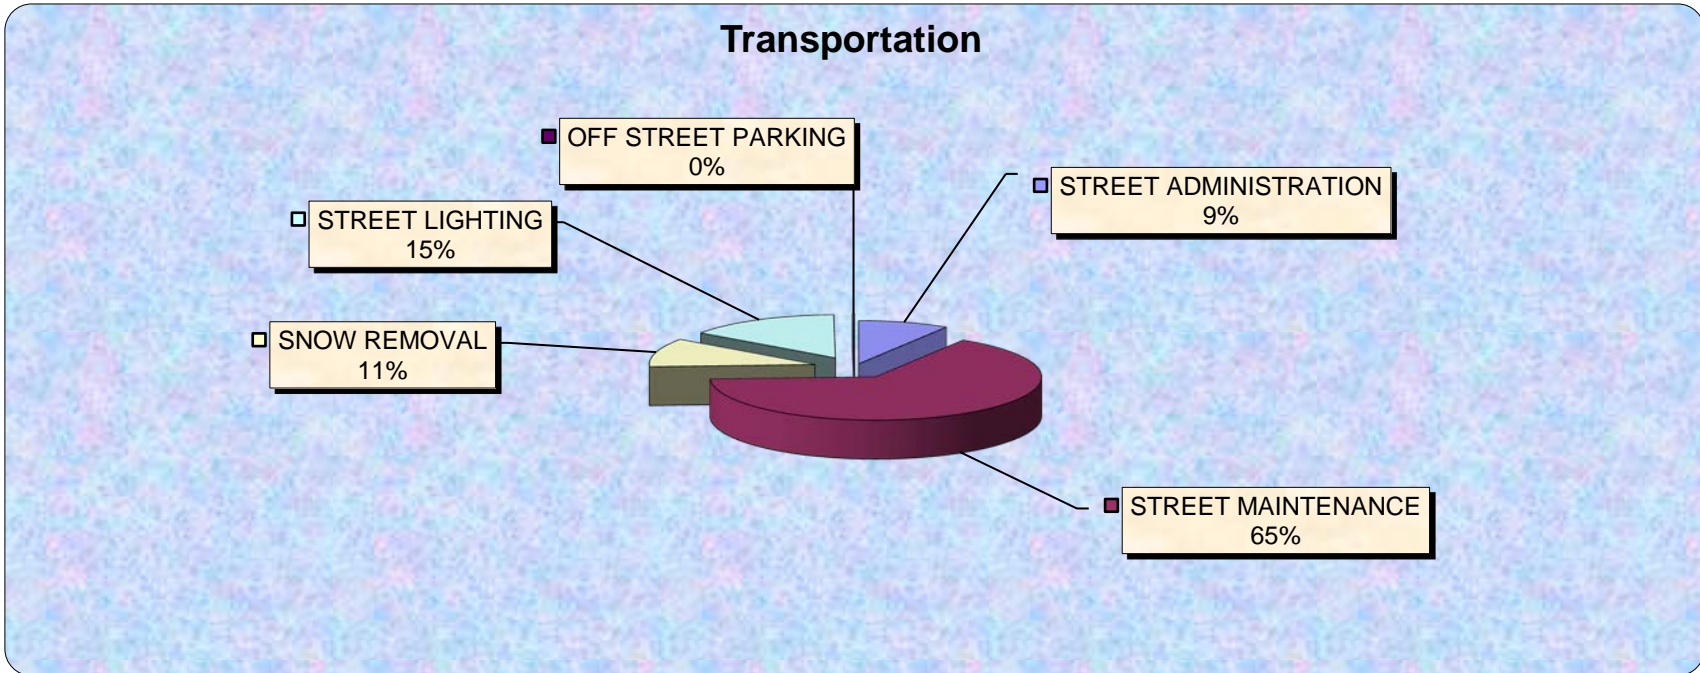 Transportation
OFF STREET PARKING
0%
STREET ADMINISTRATION
9%
STREET LIGHTING
15%
SNOW REMOVAL
11%
STREET MAINTENANCE
65%